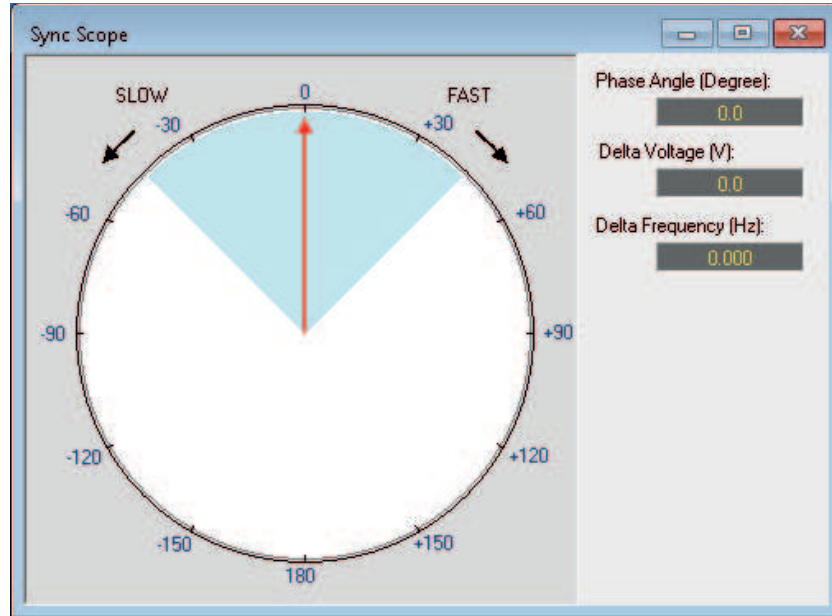 Sync Scope
SLOW 0 FAST
-30 +30
-60 +60
-90 +90
-120 +120
-150 +150
180
Phase Angle (Degree):
0.0
Delta Voltage (V):
0.0
Delta Frequency (Hz):
0.000